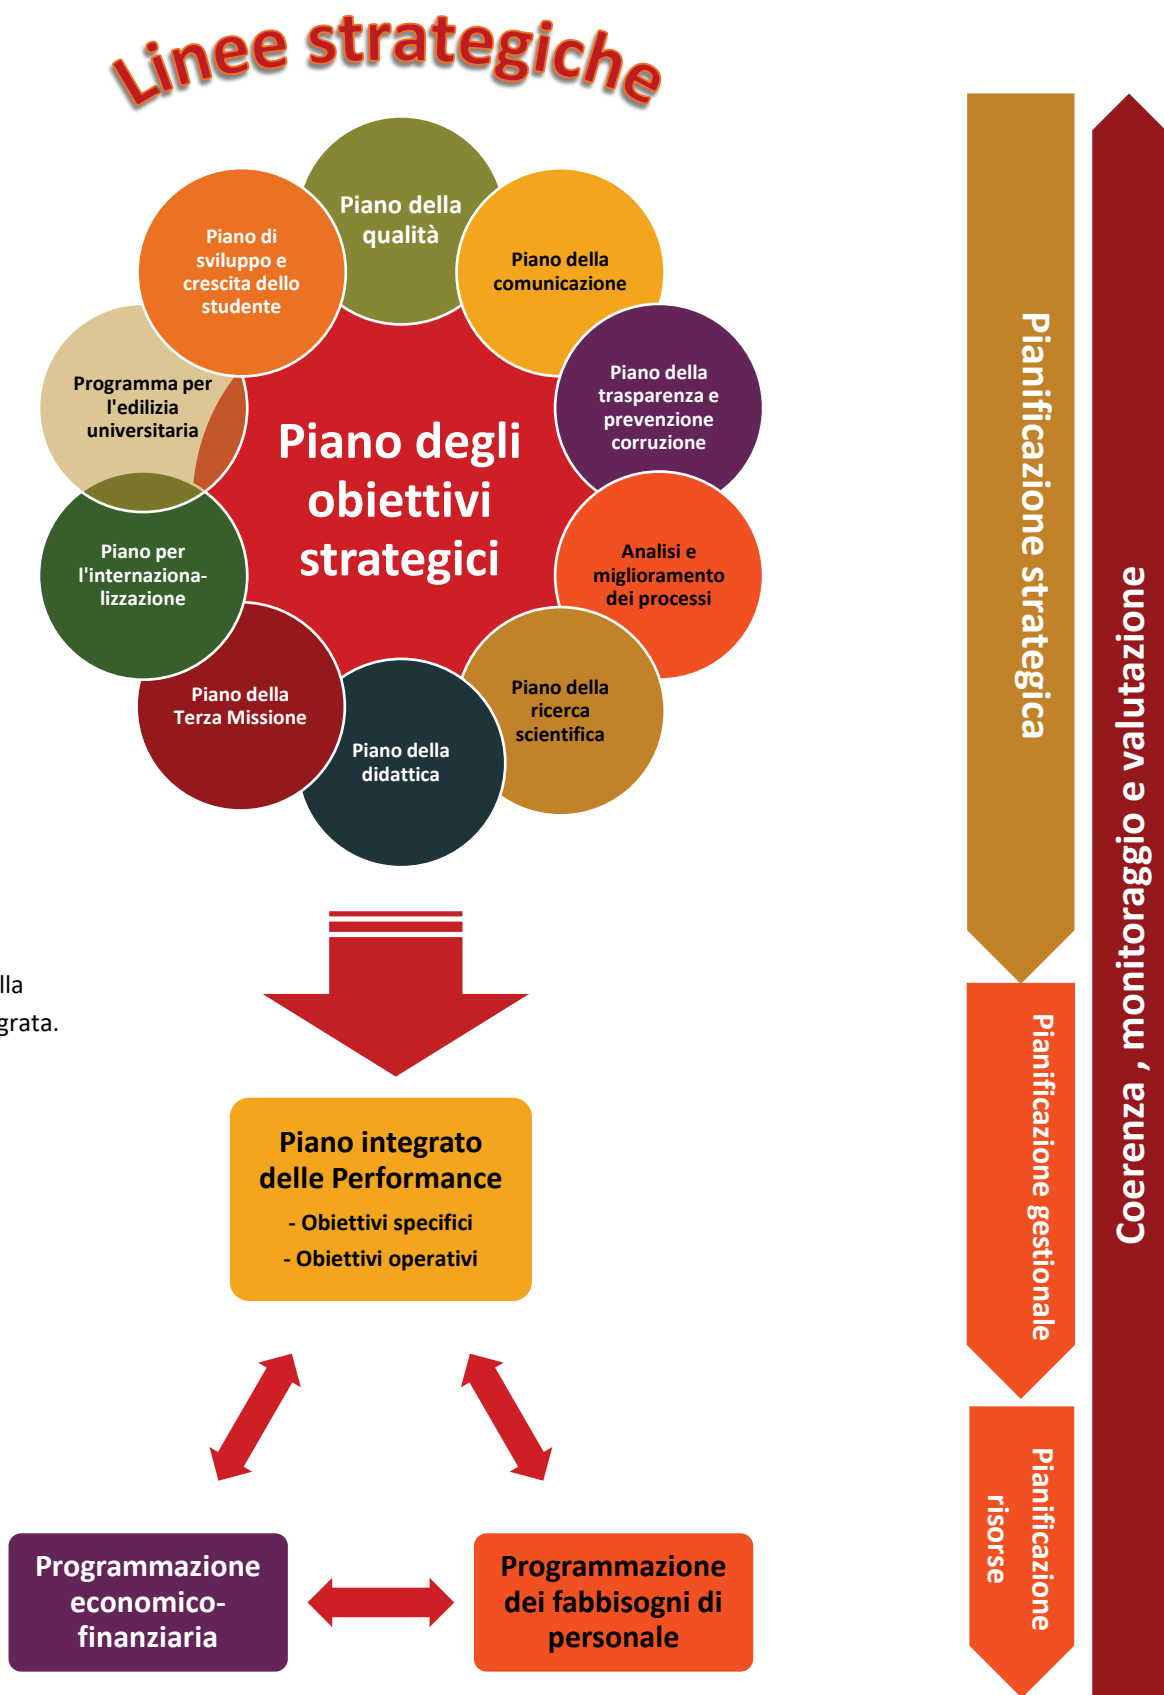 Linee strategiche
Piano della
qualità
Piano della
comunicazione
Piano della
trasparenza e
prevenzione
corruzione
Analisi e
miglioramento
dei processi
Piano della
ricerca
scientifica
Piano della
didattica
Piano della
Terza Missione
Piano per
l'internaziona-
lizzazione
Programma per
l'edilizia
universitaria
Piano di
sviluppo e
crescita dello
studente
Piano degli
obiettivi
strategici
lla
grata.
Piano integrato
delle Performance
- Obiettivi specifici
- Obiettivi operativi
Programmazione
economico-
finanziaria
Programmazione
dei fabbisogni di
personale
Pianificazione strategica
Pianificazione gestionale
Pianificazione
risorse
Coerenza , monitoraggio e valutazione